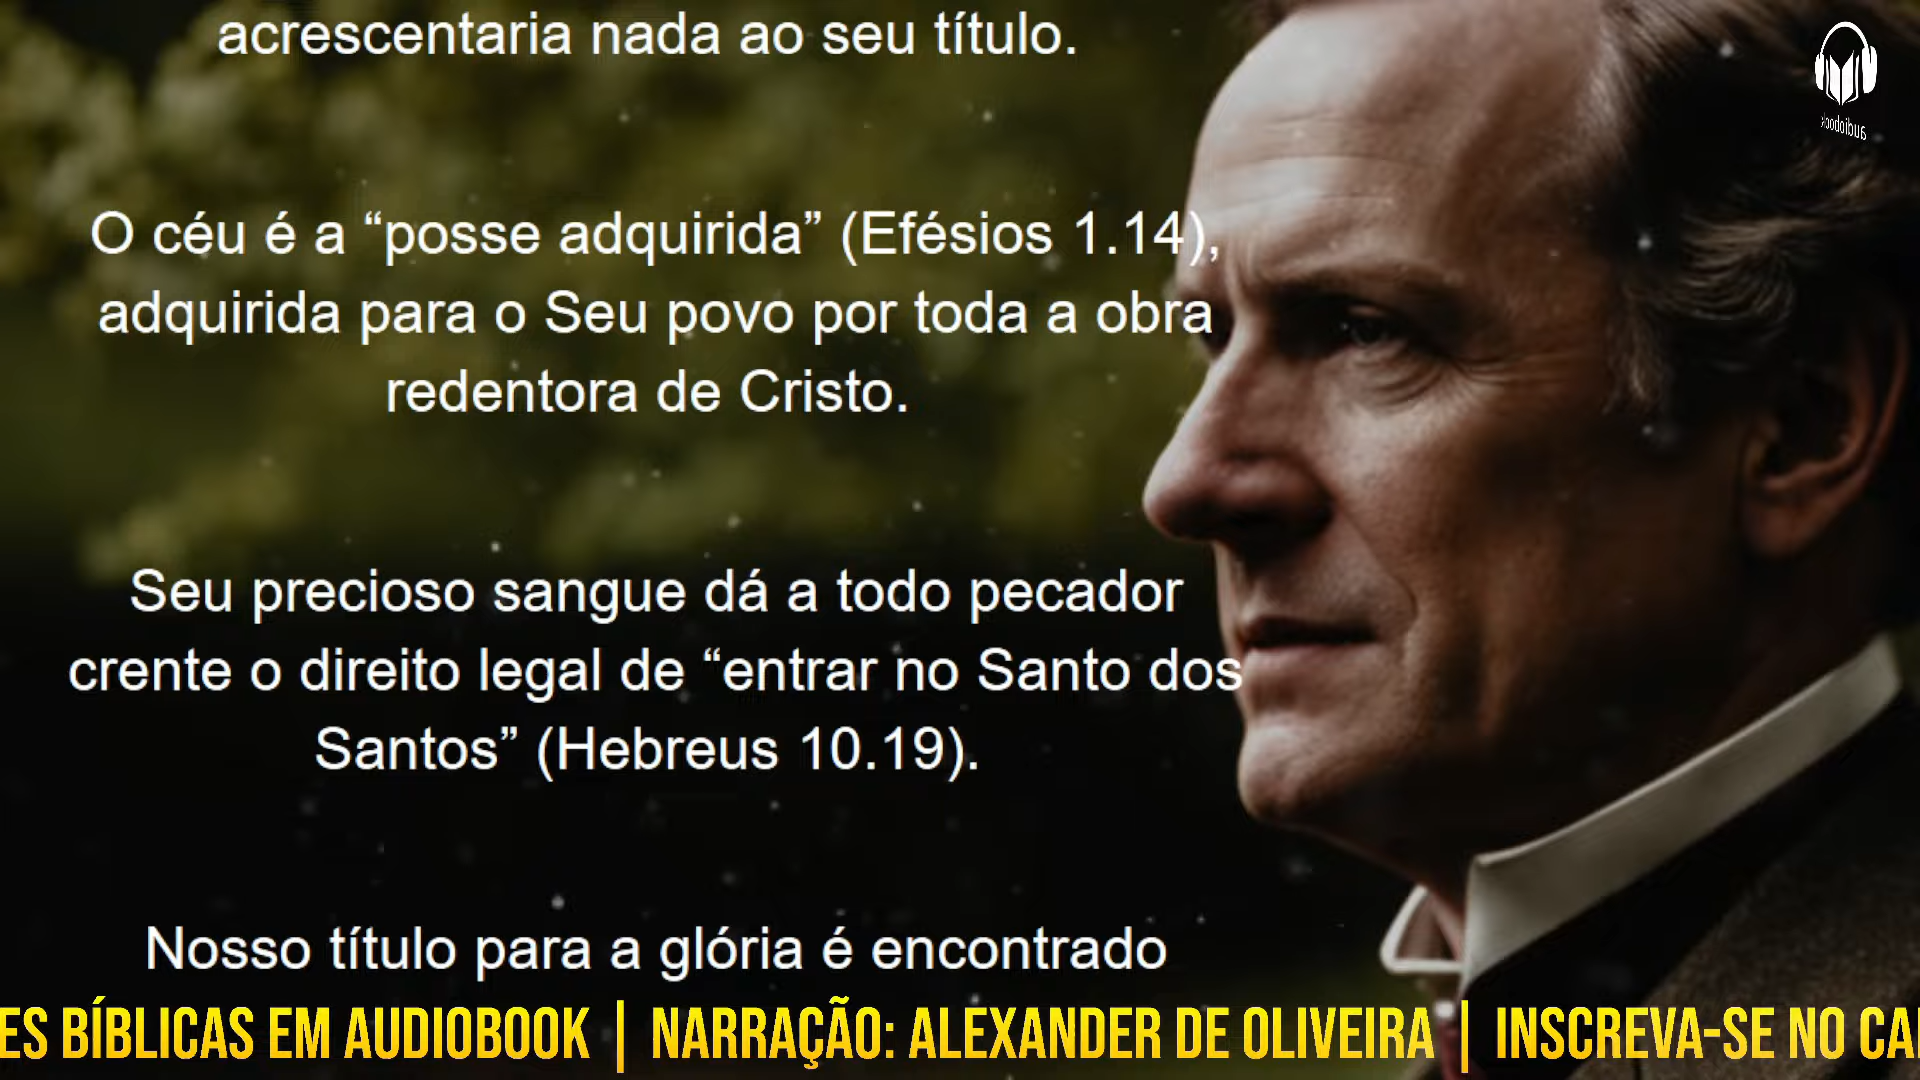 acrescentaria nada ao seu título.
O céu é a “posse adquirida” (Efésios 1.14),
adquirida para o Seu povo por toda a obra
redentora de Cristo.
Seu precioso sangue dá a todo pecador
crente o direito legal de “entrar no Santo dos
Santos” (Hebreus 10.19).
Nosso título para a glória é encontrado
ES BÍBLICAS EM AUDIOBOOK | NARRAÇÃO: ALEXANDER DE OLIVEIRA | INSCREVA-SE NO CA
audiobook